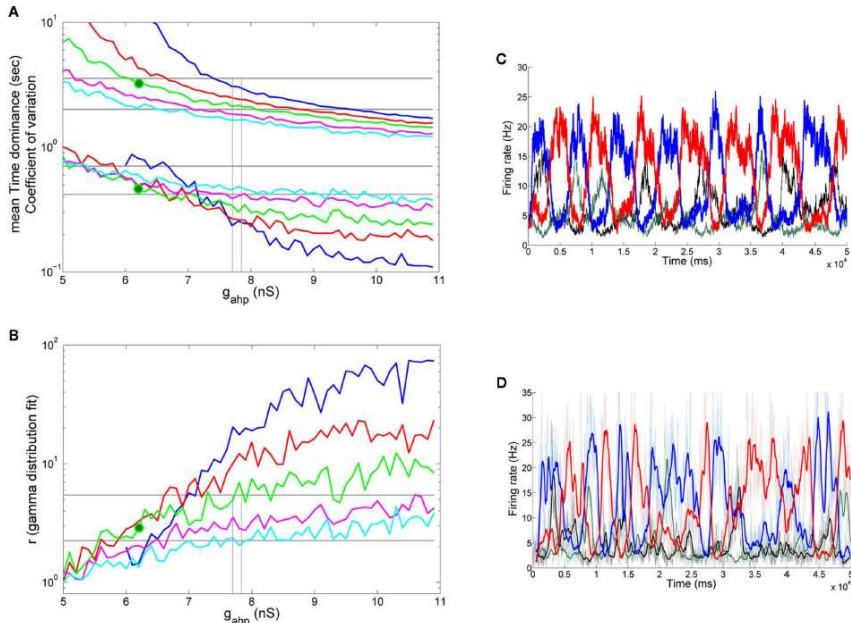 A
10^1
10^0
10^-1
mean Time dominance (sec)
Coefficient of variation
5 6 7 8 9 10 11
g_ahp (nS)
B
10^2
10^1
10^0
r (gamma distribution fit)
5 6 7 8 9 10 11
g_ahp (nS)
C
30
25
20
15
10
5
0
Firing rate (Hz)
0 0.5 1 1.5 2 2.5 3 3.5 4 4.5 5
Time (ms)
x 10^4
D
35
30
25
20
15
10
5
0
Firing rate (Hz)
0 0.5 1 1.5 2 2.5 3 3.5 4 4.5 5
Time (ms)
x 10^4